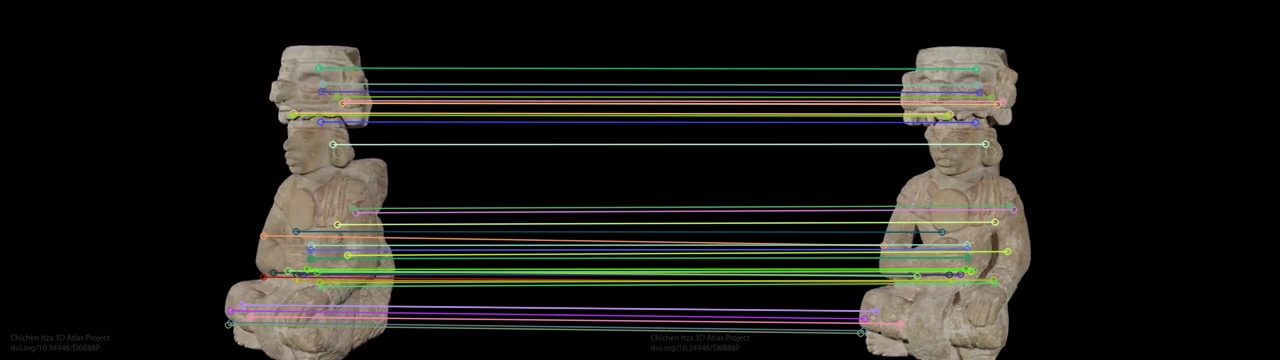 Chichen Itza 3D Atlas Project
doi.org/10.34946/D6B88P
Chichen Itza 3D Atlas Project
doi.org/10.34946/D6B88P